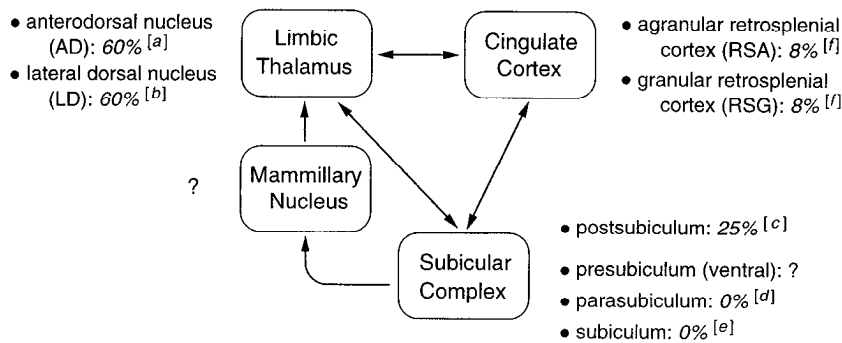 • anterodorsal nucleus
(AD): 60% [a]
• lateral dorsal nucleus
(LD): 60% [b]
Limbic
Thalamus
Cingulate
Cortex
• agranular retrosplenial
cortex (RSA): 8% [f]
• granular retrosplenial
cortex (RSG): 8% [f]
?
Mammillary
Nucleus
Subicular
Complex
• postsubiculum: 25% [c]
• presubiculum (ventral): ?
• parasubiculum: 0% [d]
• subiculum: 0% [e]